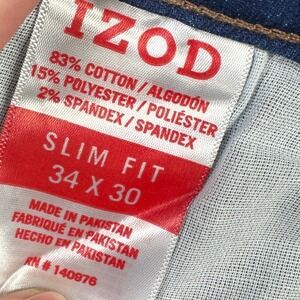 IZOD
83% COTTON / ALGODÓN
15% POLYESTER / POLIÉSTER
2% SPANDEX / SPANDEX
SLIM FIT
34 X 30
MADE IN PAKISTAN
FABRIQUÉ EN PAKISTAN
HECHO EN PAKISTAN
RN # 140976